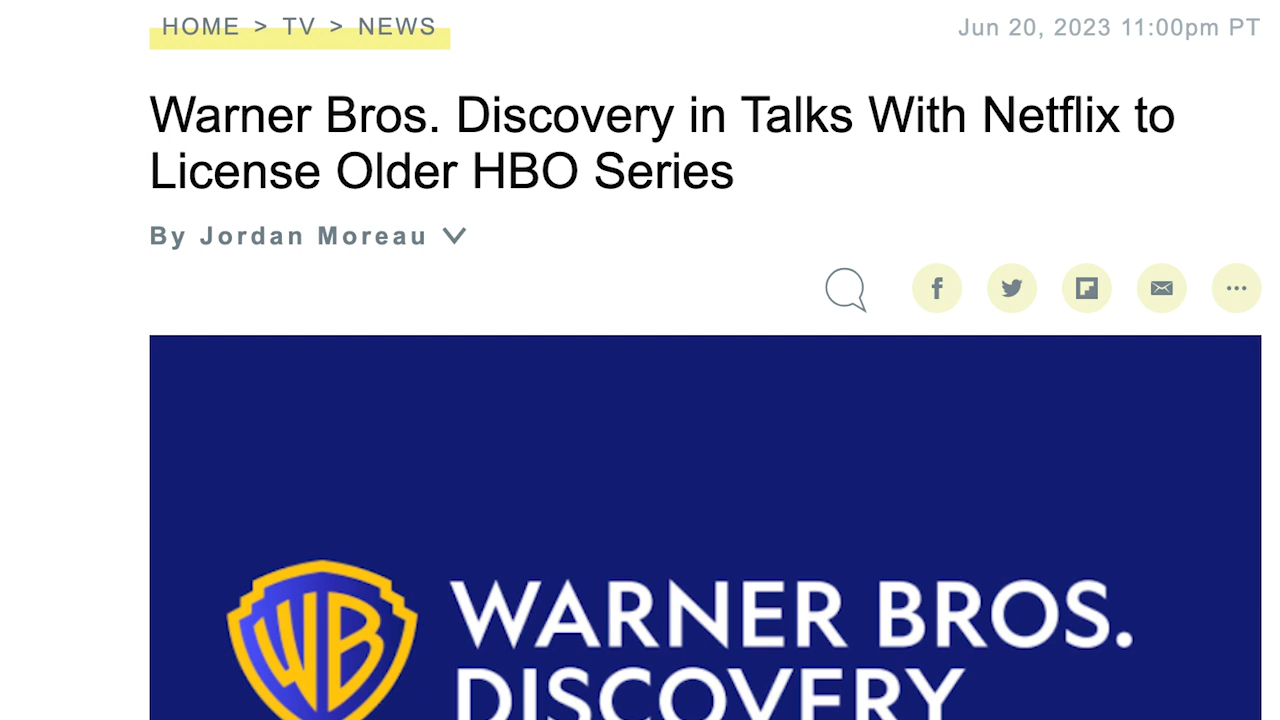 HOME > TV > NEWS
Jun 20, 2023 11:00pm PT
Warner Bros. Discovery in Talks With Netflix to
License Older HBO Series
By Jordan Moreau
WB
WARNER BROS.
DISCOVERY